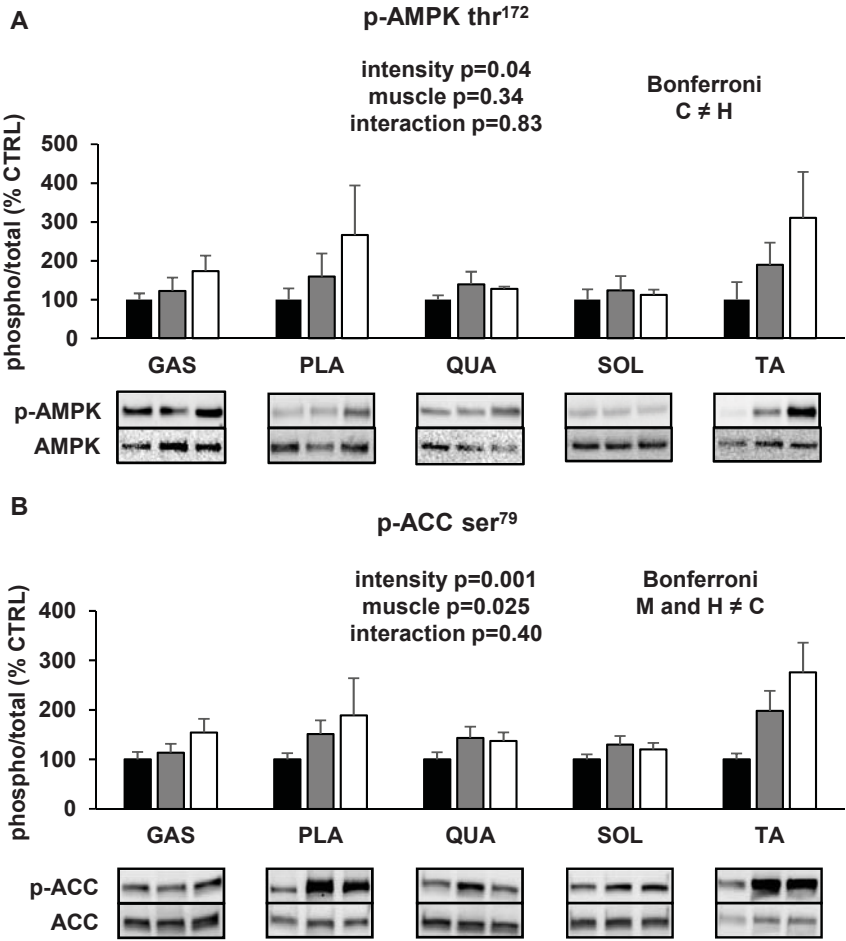 A
p-AMPK thr¹⁷²
intensity p=0.04
muscle p=0.34
interaction p=0.83
Bonferroni
C ≠ H
phospho/total (% CTRL)
500
400
300
200
100
0
GAS PLA QUA SOL TA
p-AMPK
AMPK
B
p-ACC ser⁷⁹
intensity p=0.001
muscle p=0.025
interaction p=0.40
Bonferroni
M and H ≠ C
phospho/total (% CTRL)
400
300
200
100
0
GAS PLA QUA SOL TA
p-ACC
ACC